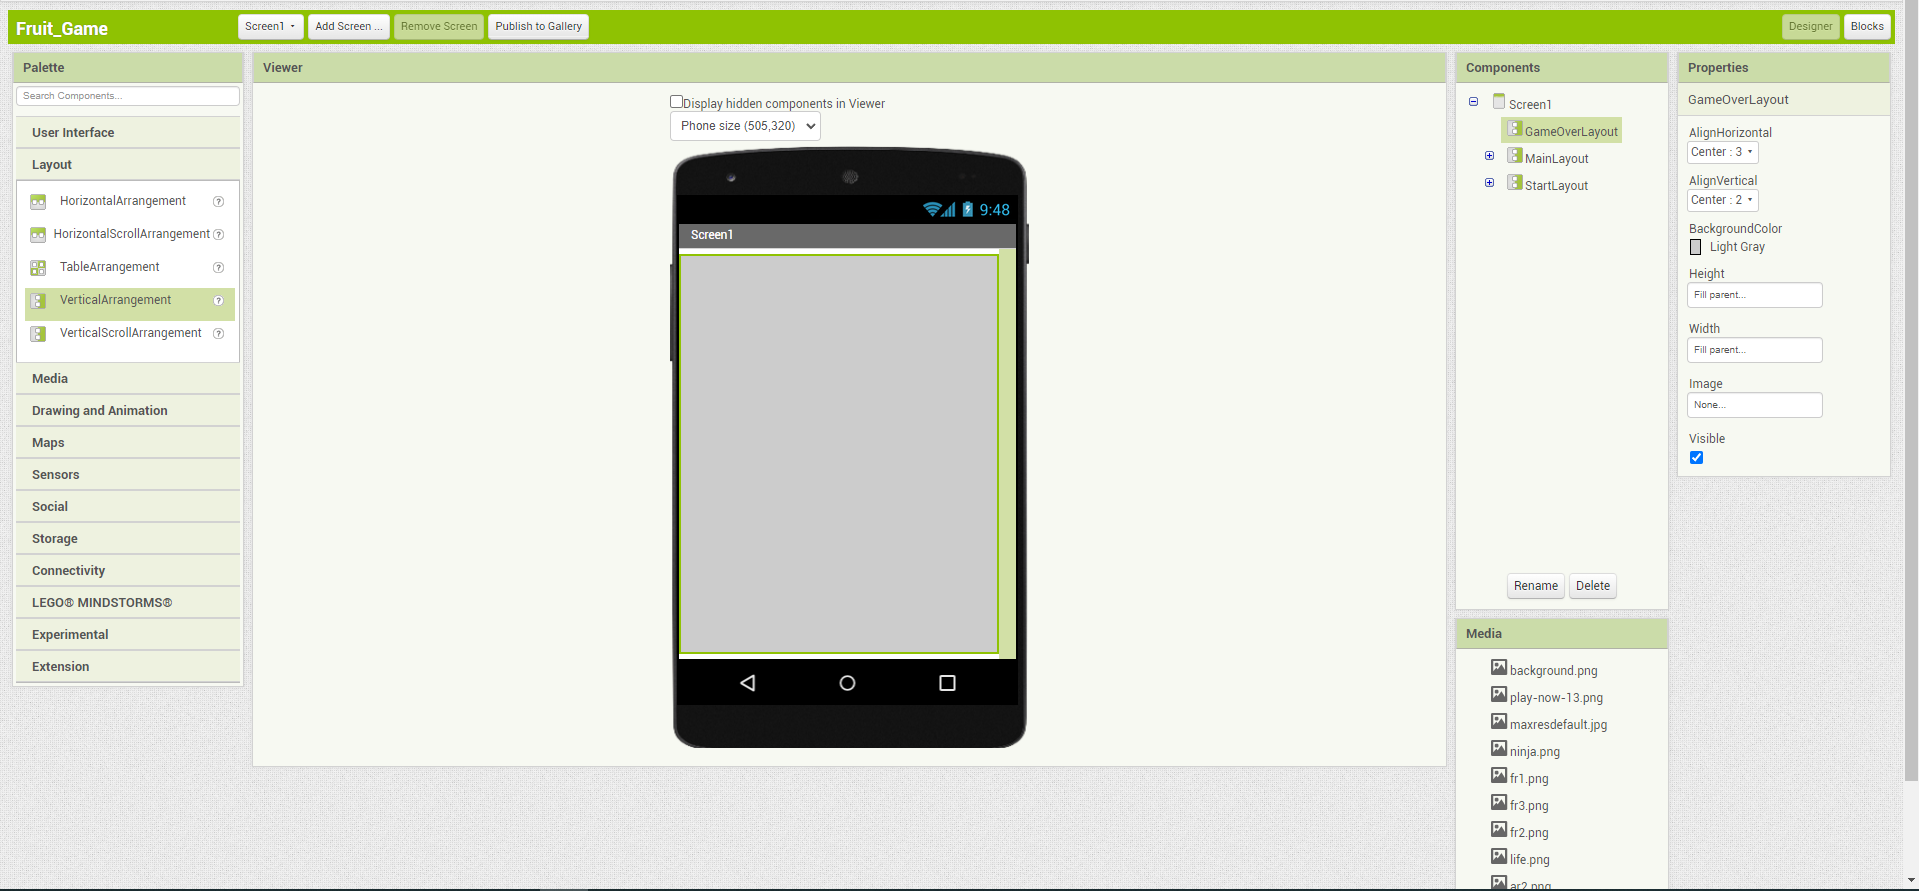 Fruit_Game
Screen1
Add Screen ...
Remove Screen
Publish to Gallery
Designer
Blocks
Palette
Search Components...
User Interface
Layout
HorizontalArrangement
HorizontalScrollArrangement
TableArrangement
VerticalArrangement
VerticalScrollArrangement
Media
Drawing and Animation
Maps
Sensors
Social
Storage
Connectivity
LEGO® MINDSTORMS®
Experimental
Extension
Viewer
Display hidden components in Viewer
Phone size (505,320)
9:48
Screen1
Components
Screen1
GameOverLayout
MainLayout
StartLayout
Rename
Delete
Media
background.png
play-now-13.png
maxresdefault.jpg
ninja.png
fr1.png
fr3.png
fr2.png
life.png
ar2.png
Properties
GameOverLayout
AlignHorizontal
Center : 3
AlignVertical
Center : 2
BackgroundColor
Light Gray
Height
Fill parent...
Width
Fill parent...
Image
None...
Visible